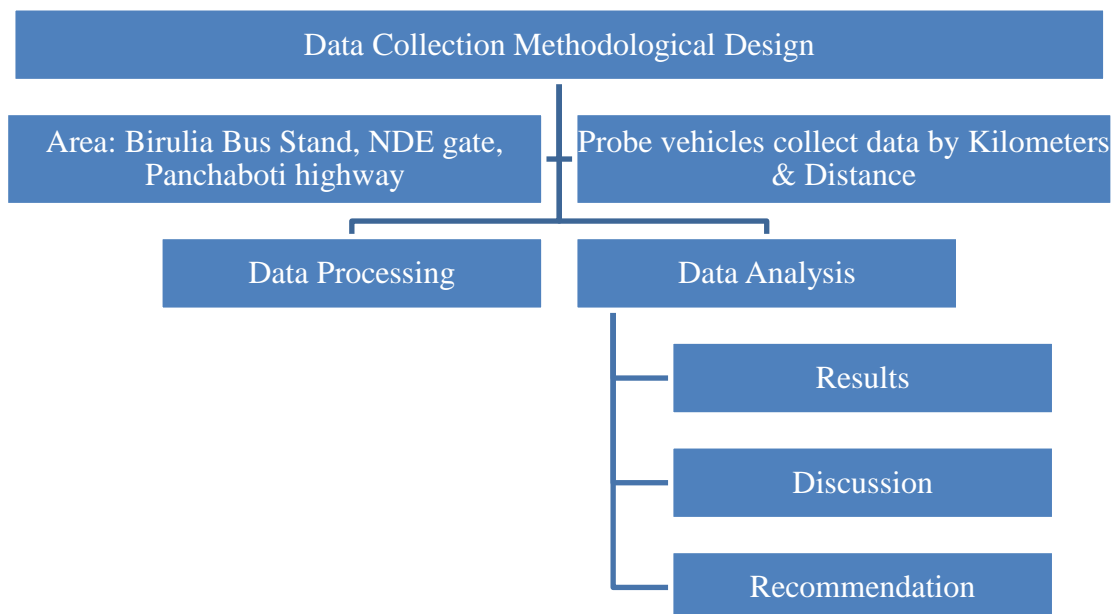 Data Collection Methodological Design
Area: Birulia Bus Stand, NDE gate,
Panchaboti highway
Probe vehicles collect data by Kilometers
& Distance
Data Processing
Data Analysis
Results
Discussion
Recommendation